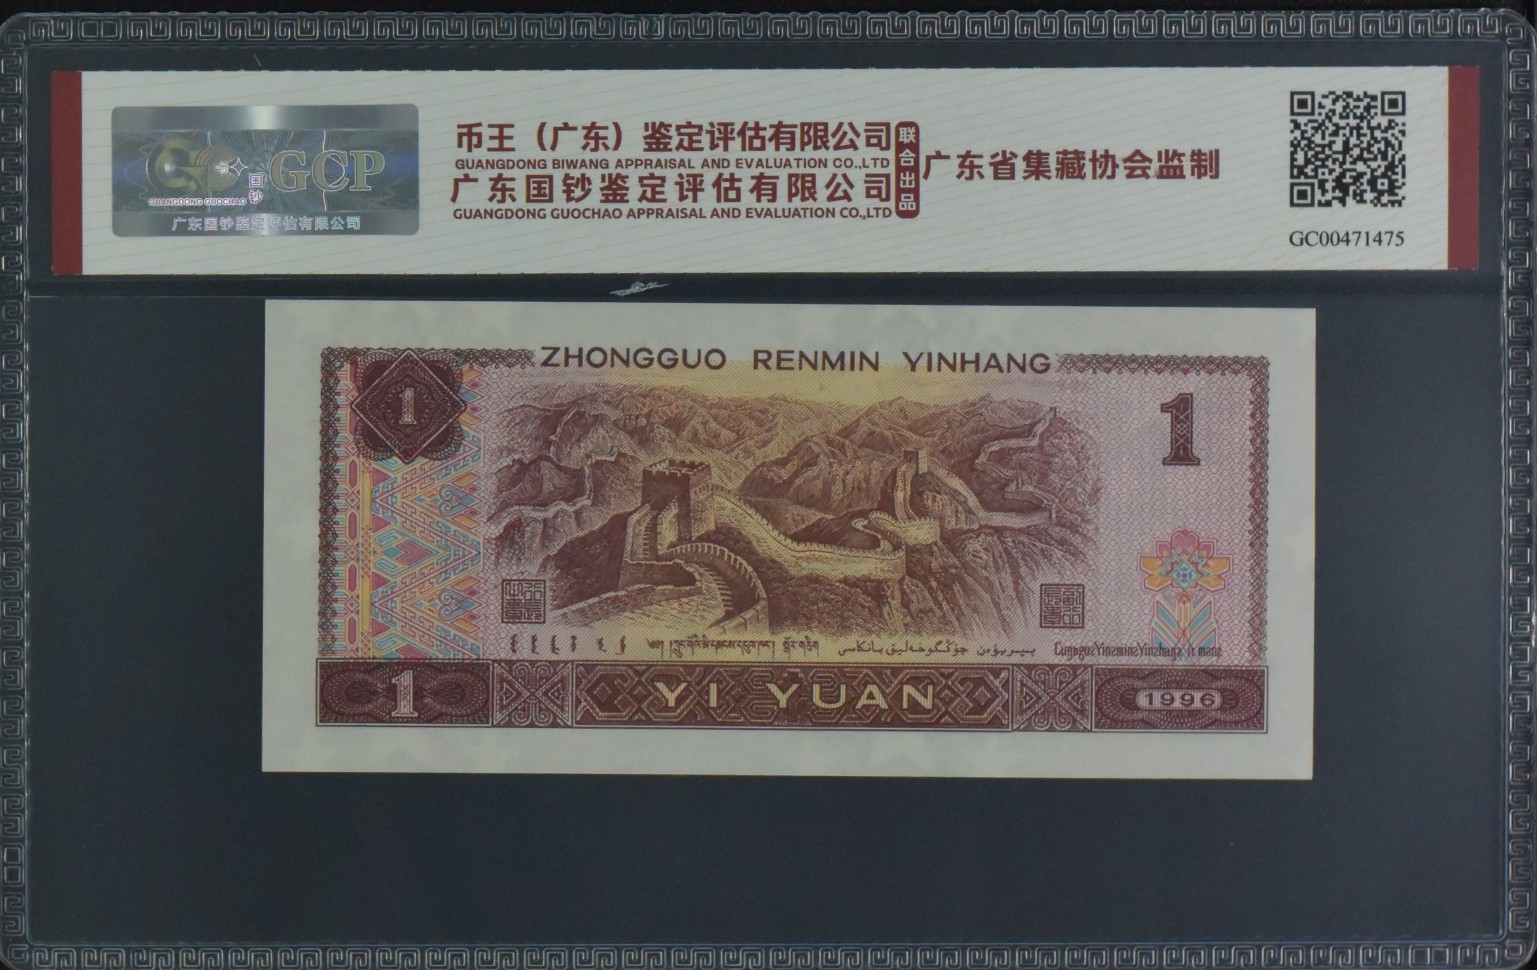 币王（广东）鉴定评估有限公司
GUANGDONG BIWANG APPRAISAL AND EVALUATION CO.,LTD
广东国钞鉴定评估有限公司
GUANGDONG GUOCHAO APPRAISAL AND EVALUATION CO.,LTD
联合出品
广东省集藏协会监制
GCP
国钞
GUANGDONG GUOCHAO
广东国钞鉴定评估有限公司
GC00471475
ZHONGGUO RENMIN YINHANG
1
1
1 YI YUAN 1996